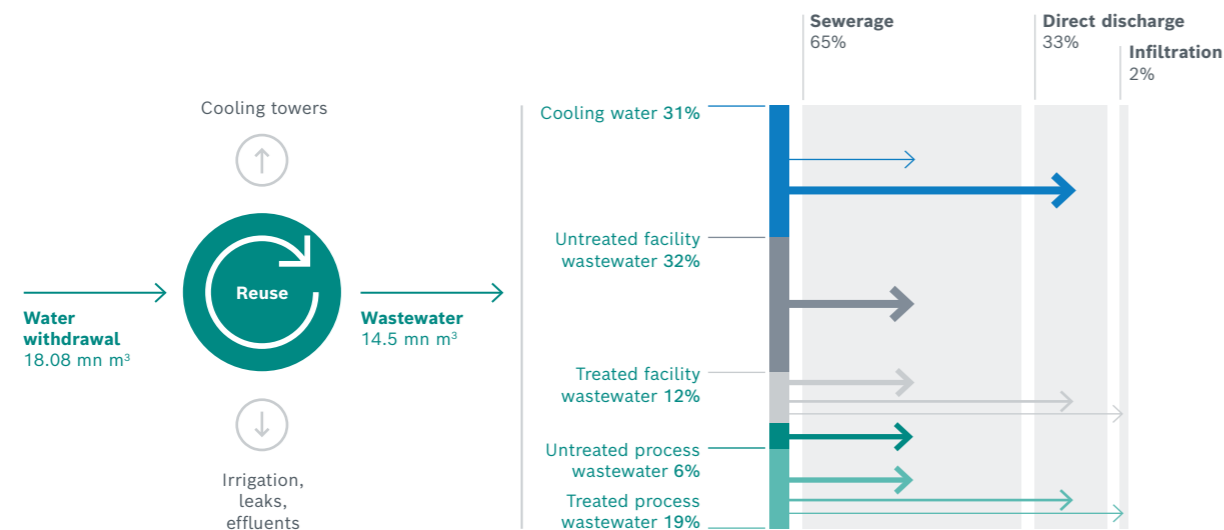 Sewerage
65%
Direct discharge
33%
Infiltration
2%
Cooling towers
Reuse
Water
withdrawal
18.08 mn m³
Wastewater
14.5 mn m³
Irrigation,
leaks,
effluents
Cooling water 31%
Untreated facility
wastewater 32%
Treated facility
wastewater 12%
Untreated process
wastewater 6%
Treated process
wastewater 19%